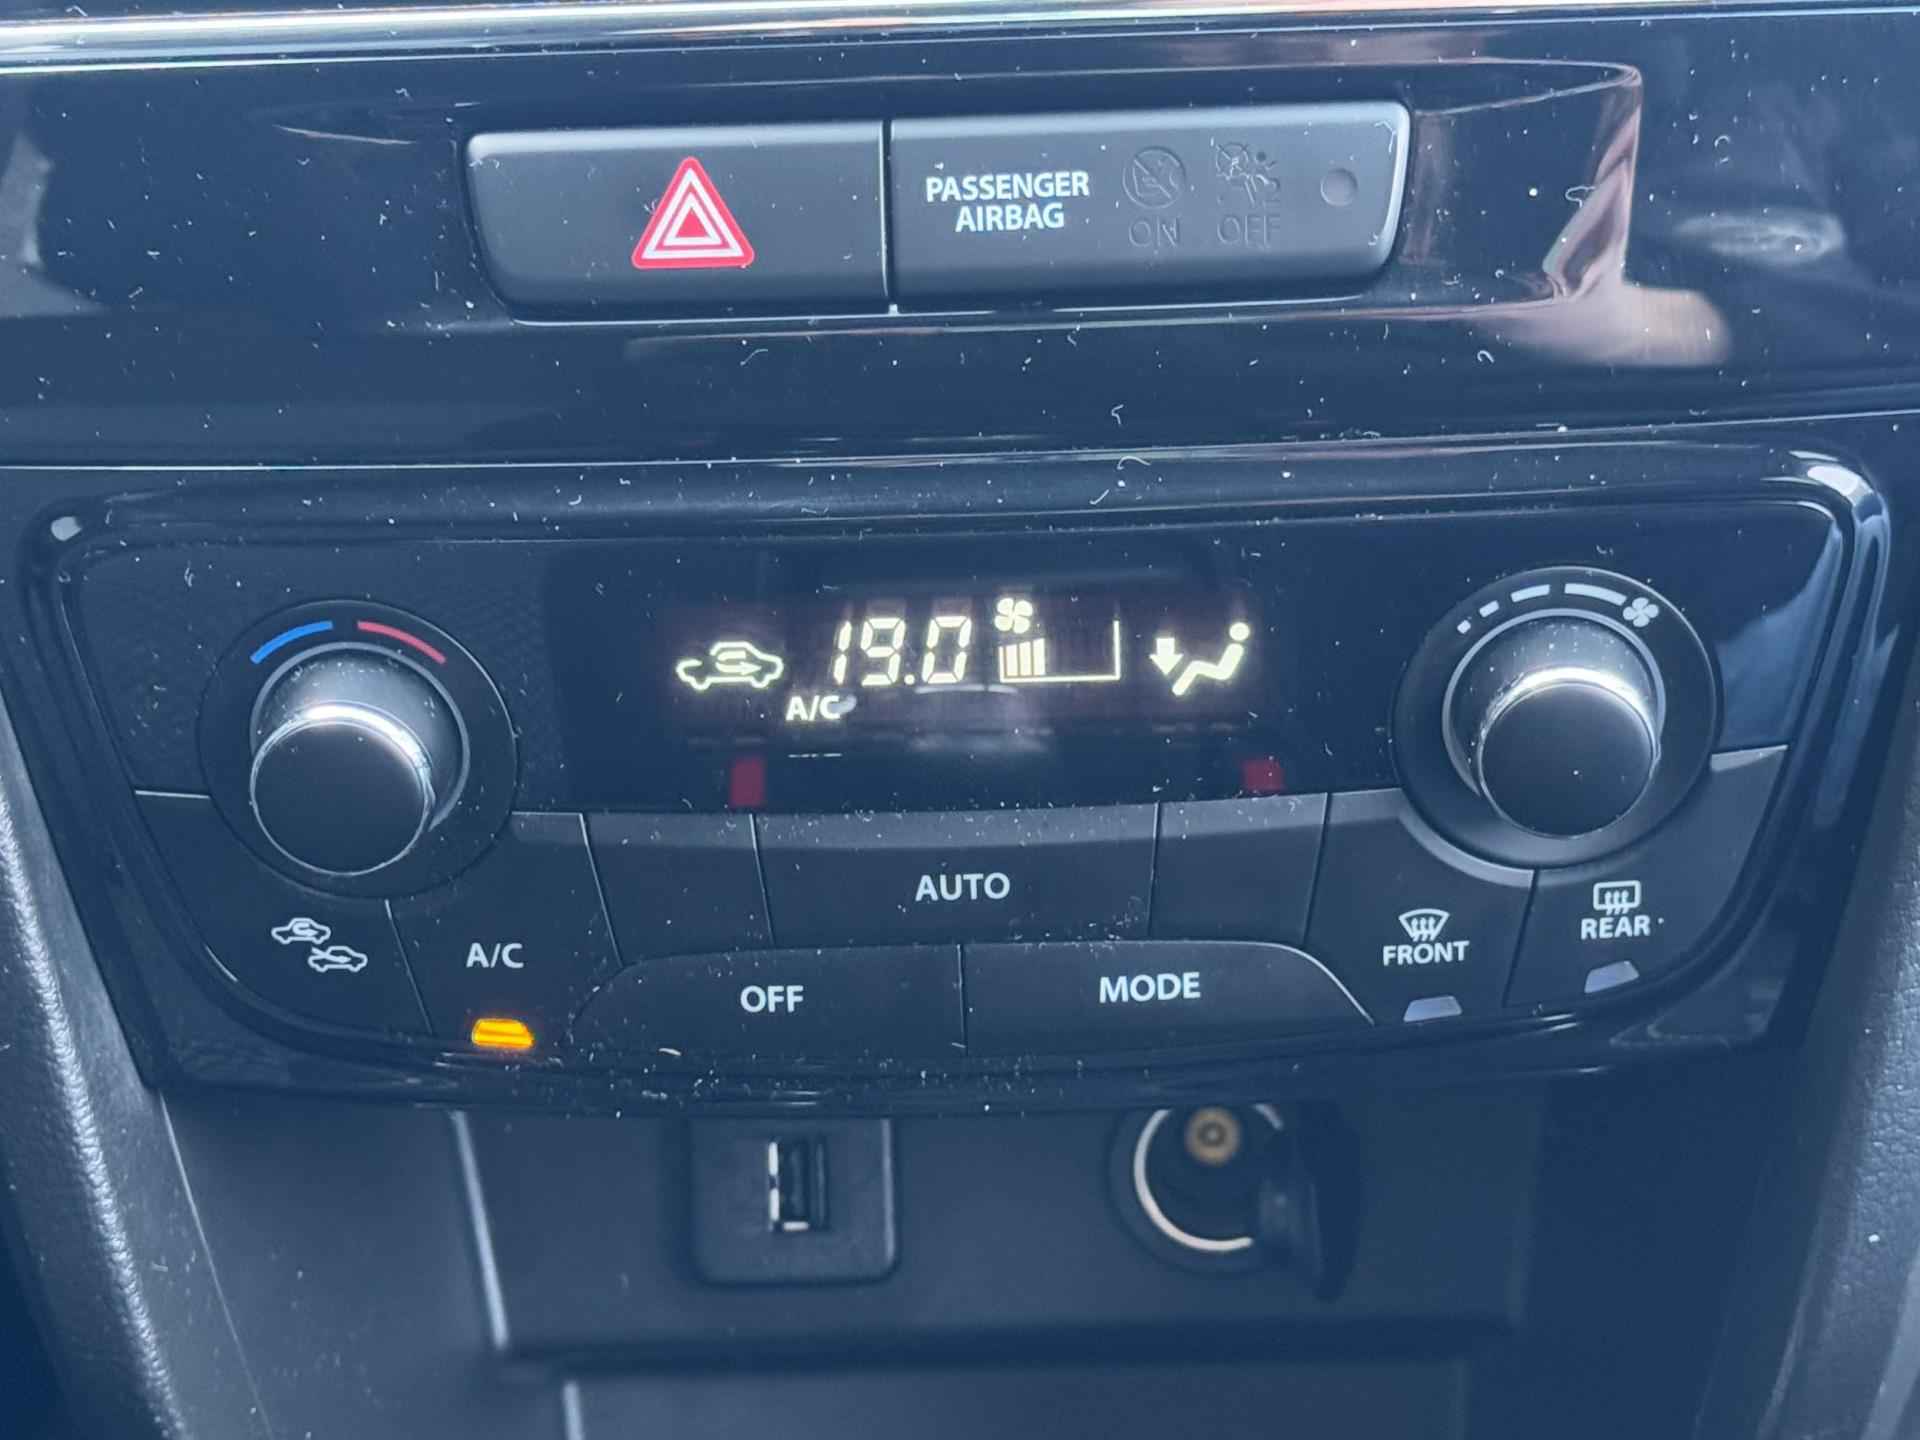 PASSENGER
AIRBAG
ON OFF
19.0
A/C
AUTO
A/C
OFF
MODE
FRONT
REAR